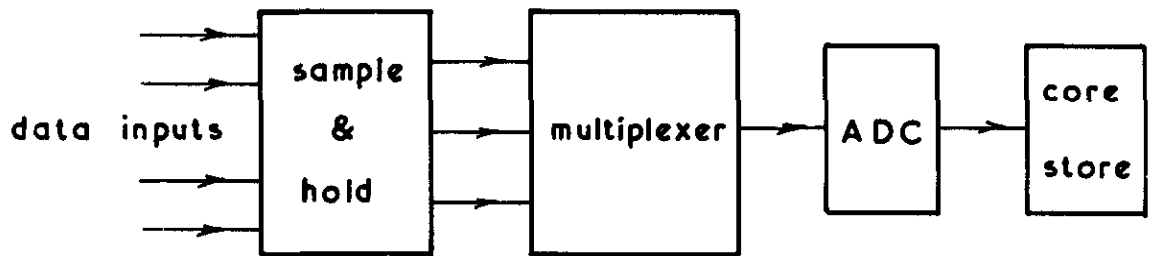 data inputs
sample
&
hold
multiplexer
ADC
core
store